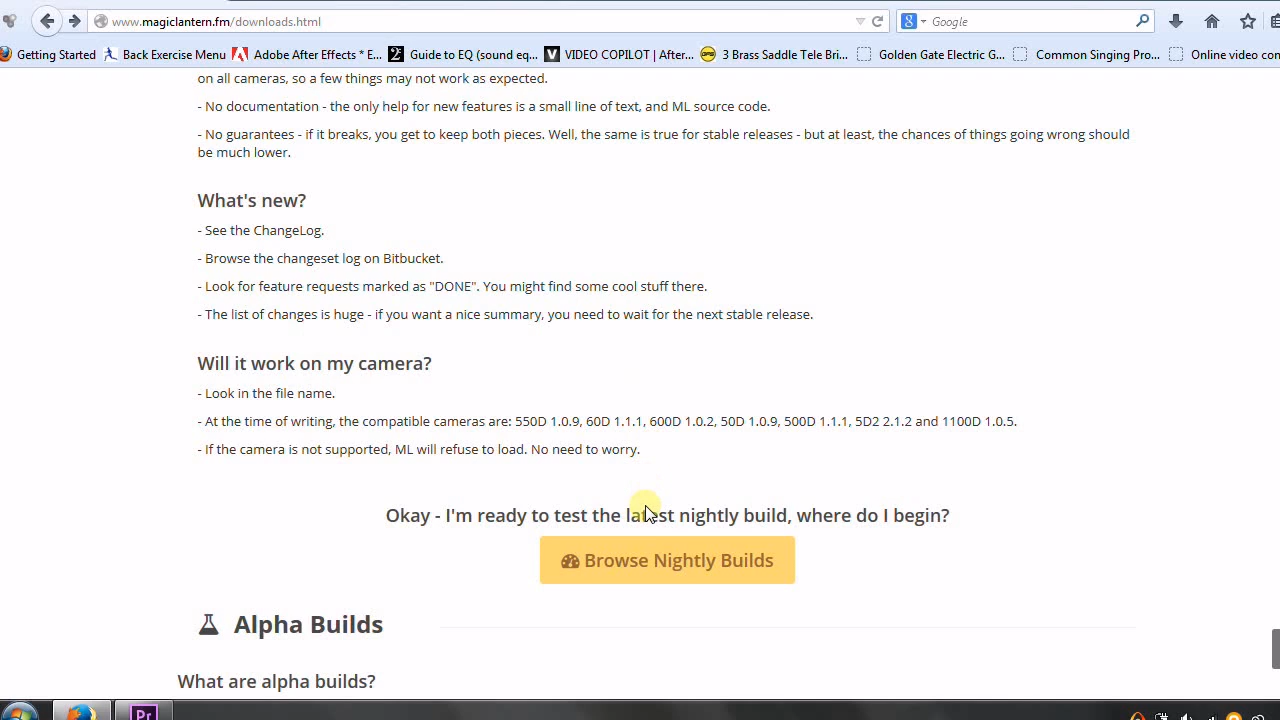 www.magiclantern.fm/downloads.html
Google
Getting Started
Back Exercise Menu
Adobe After Effects * E...
Guide to EQ (sound eq...
VIDEO COPILOT | After...
3 Brass Saddle Tele Bri...
Golden Gate Electric G...
Common Singing Pro...
Online video con
on all cameras, so a few things may not work as expected.
- No documentation - the only help for new features is a small line of text, and ML source code.
- No guarantees - if it breaks, you get to keep both pieces. Well, the same is true for stable releases - but at least, the chances of things going wrong should
be much lower.
What's new?
- See the ChangeLog.
- Browse the changeset log on Bitbucket.
- Look for feature requests marked as "DONE". You might find some cool stuff there.
- The list of changes is huge - if you want a nice summary, you need to wait for the next stable release.
Will it work on my camera?
- Look in the file name.
- At the time of writing, the compatible cameras are: 550D 1.0.9, 60D 1.1.1, 600D 1.0.2, 50D 1.0.9, 500D 1.1.1, 5D2 2.1.2 and 1100D 1.0.5.
- If the camera is not supported, ML will refuse to load. No need to worry.
Okay - I'm ready to test the latest nightly build, where do I begin?
Browse Nightly Builds
Alpha Builds
What are alpha builds?
Pr